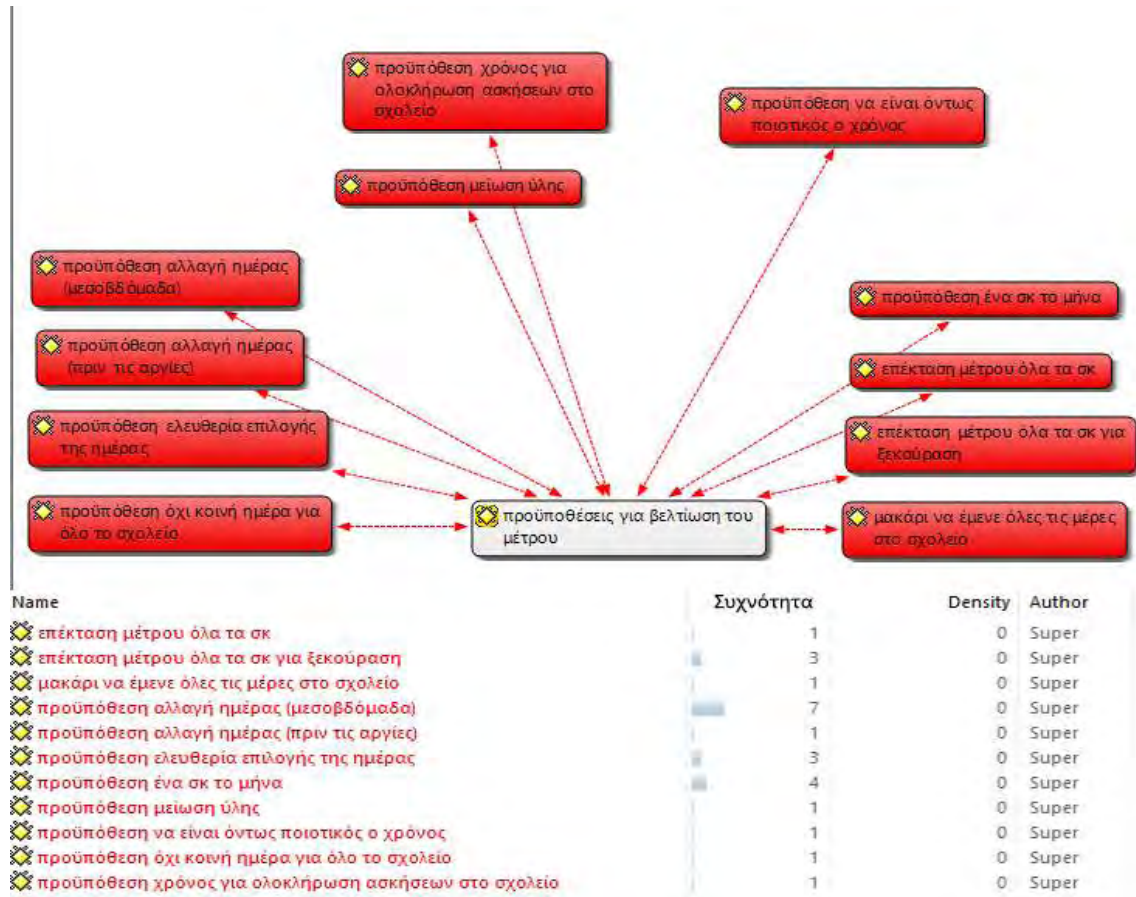 προϋπόθεση χρόνος για
ολοκλήρωση ασκήσεων στο
σχολείο
προϋπόθεση να είναι όντως
ποιοτικός ο χρόνος
προϋπόθεση μείωση ύλης
προϋπόθεση αλλαγή ημέρας
(μεσοβδόμαδα)
προϋπόθεση ένα σκ το μήνα
προϋπόθεση αλλαγή ημέρας
(πριν τις αργίες)
επέκταση μέτρου όλα τα σκ
προϋπόθεση ελευθερία επιλογής
της ημέρας
επέκταση μέτρου όλα τα σκ για
ξεκούραση
προϋπόθεση όχι κοινή ημέρα για
όλο το σχολείο
προϋποθέσεις για βελτίωση του
μέτρου
μακάρι να έμενε όλες τις μέρες
στο σχολείο
Name Συχνότητα Density Author
επέκταση μέτρου όλα τα σκ 1 0 Super
επέκταση μέτρου όλα τα σκ για ξεκούραση 3 0 Super
μακάρι να έμενε όλες τις μέρες στο σχολείο 1 0 Super
προϋπόθεση αλλαγή ημέρας (μεσοβδόμαδα) 7 0 Super
προϋπόθεση αλλαγή ημέρας (πριν τις αργίες) 1 0 Super
προϋπόθεση ελευθερία επιλογής της ημέρας 3 0 Super
προϋπόθεση ένα σκ το μήνα 4 0 Super
προϋπόθεση μείωση ύλης 1 0 Super
προϋπόθεση να είναι όντως ποιοτικός ο χρόνος 1 0 Super
προϋπόθεση όχι κοινή ημέρα για όλο το σχολείο 1 0 Super
προϋπόθεση χρόνος για ολοκλήρωση ασκήσεων στο σχολείο 1 0 Super